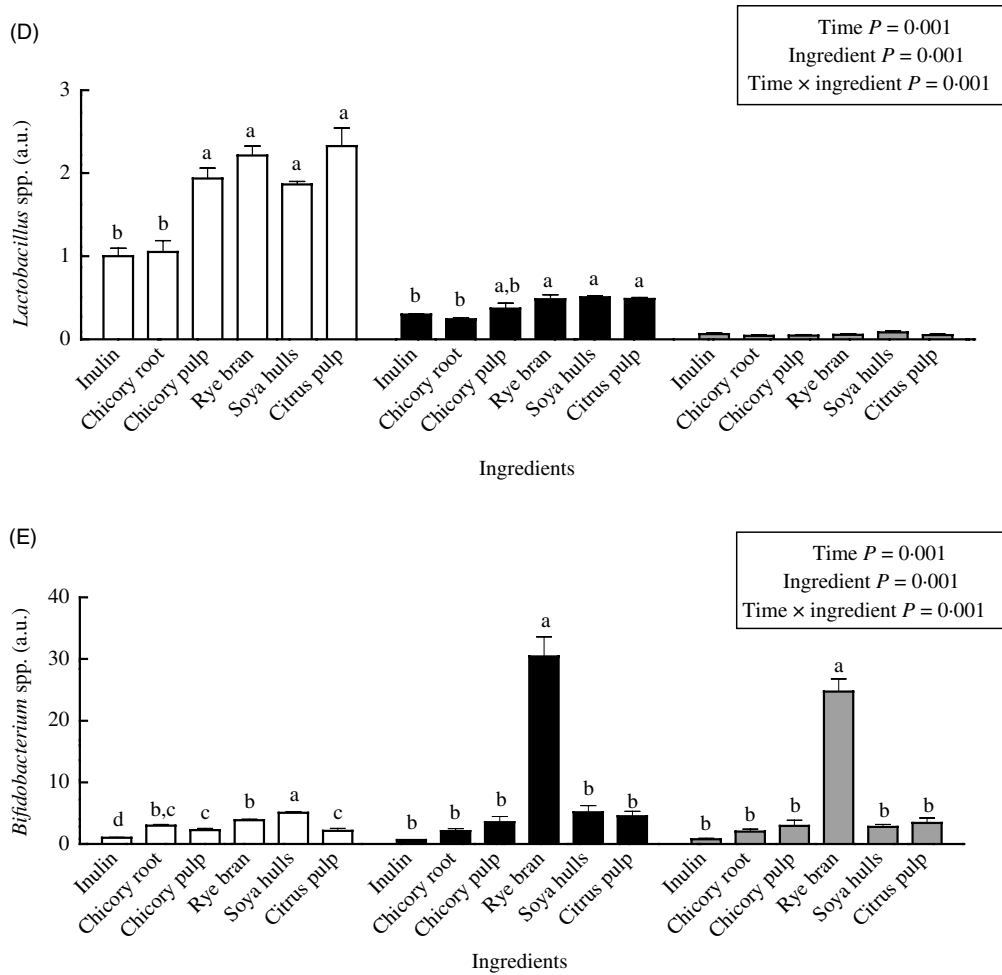 (D)
Time P = 0·001
Ingredient P = 0·001
Time × ingredient P = 0·001
Lactobacillus spp. (a.u.)
3
2
1
0
b
b
a
a
a
a
b
b
a,b
a
a
a
Inulin
Chicory root
Chicory pulp
Rye bran
Soya hulls
Citrus pulp
Inulin
Chicory root
Chicory pulp
Rye bran
Soya hulls
Citrus pulp
Inulin
Chicory root
Chicory pulp
Rye bran
Soya hulls
Citrus pulp
Ingredients
(E)
Time P = 0·001
Ingredient P = 0·001
Time × ingredient P = 0·001
Bifidobacterium spp. (a.u.)
40
30
20
10
0
d
b,c
c
b
a
c
b
b
b
a
b
b
b
b
b
a
b
b
Inulin
Chicory root
Chicory pulp
Rye bran
Soya hulls
Citrus pulp
Inulin
Chicory root
Chicory pulp
Rye bran
Soya hulls
Citrus pulp
Inulin
Chicory root
Chicory pulp
Rye bran
Soya hulls
Citrus pulp
Ingredients